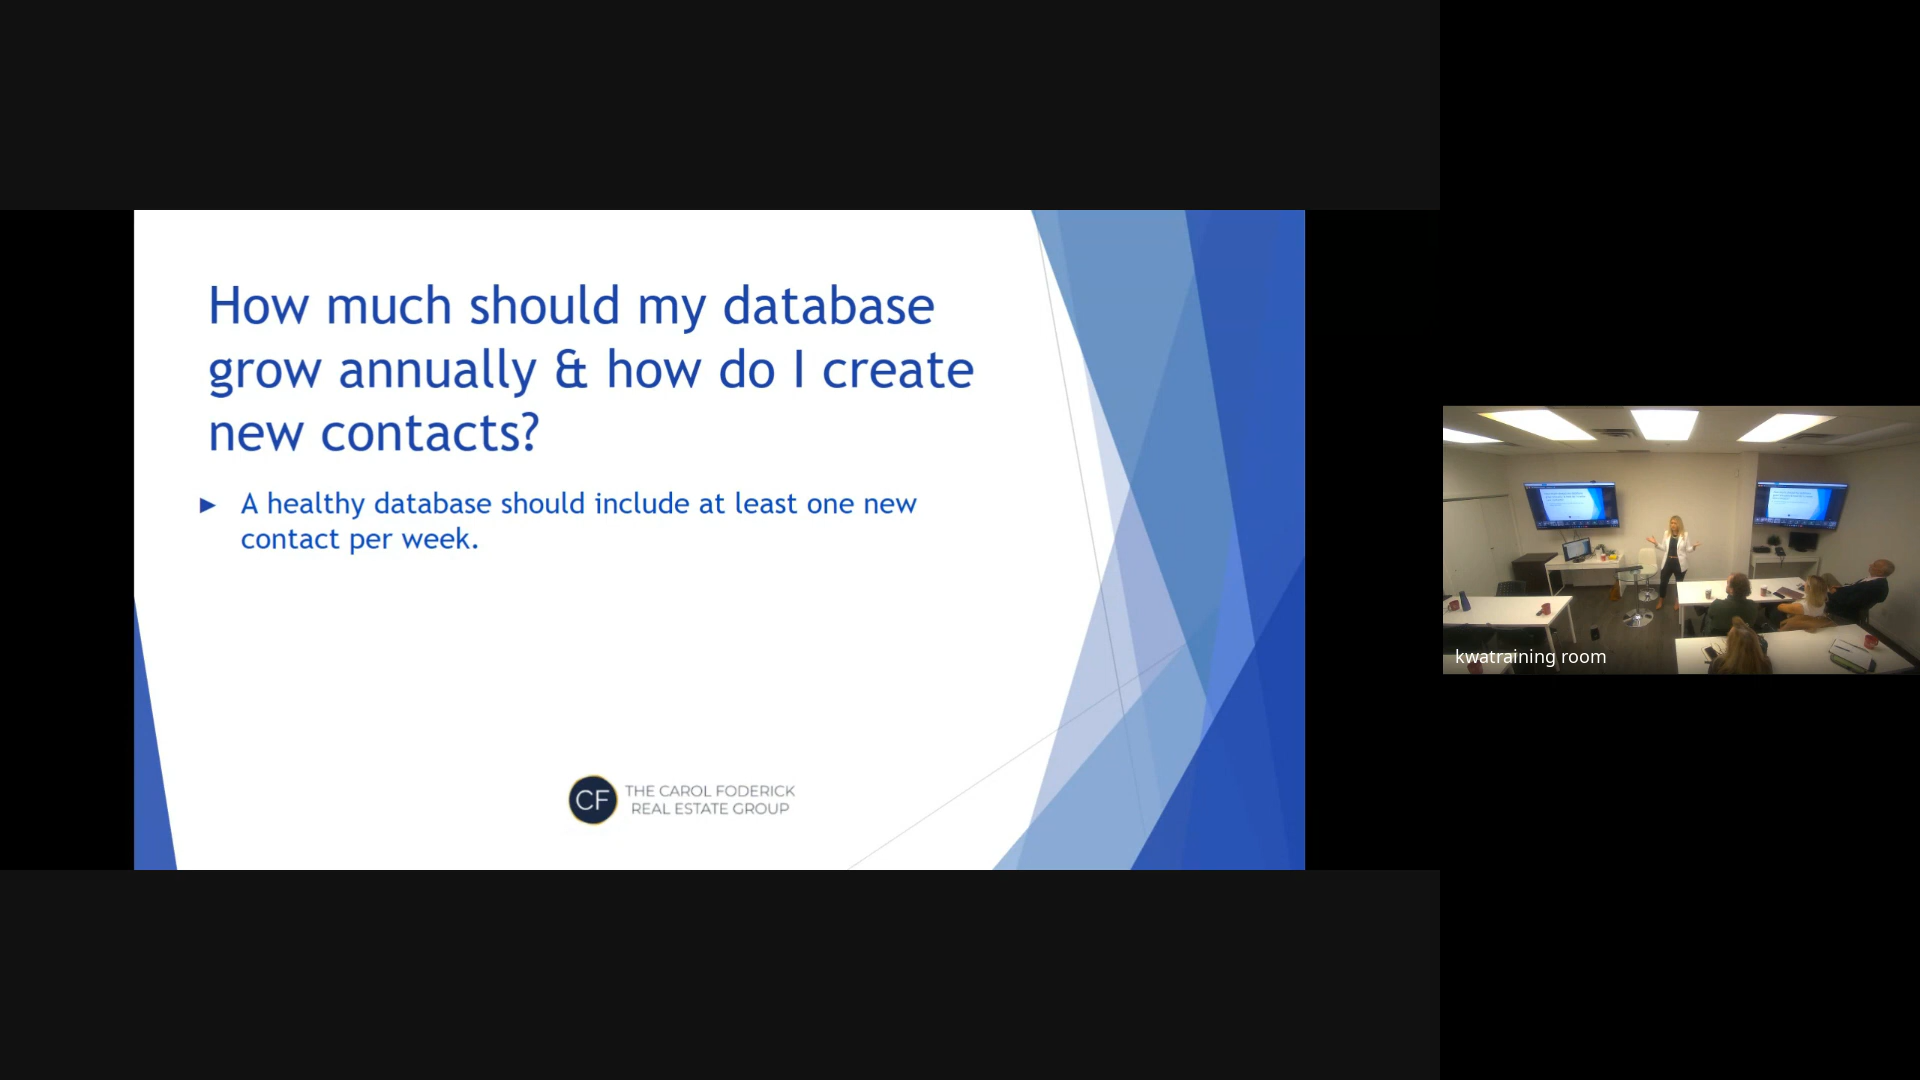 How much should my database
grow annually & how do I create
new contacts?
► A healthy database should include at least one new
contact per week.
CF
THE CAROL FODERICK
REAL ESTATE GROUP
kwatraining room